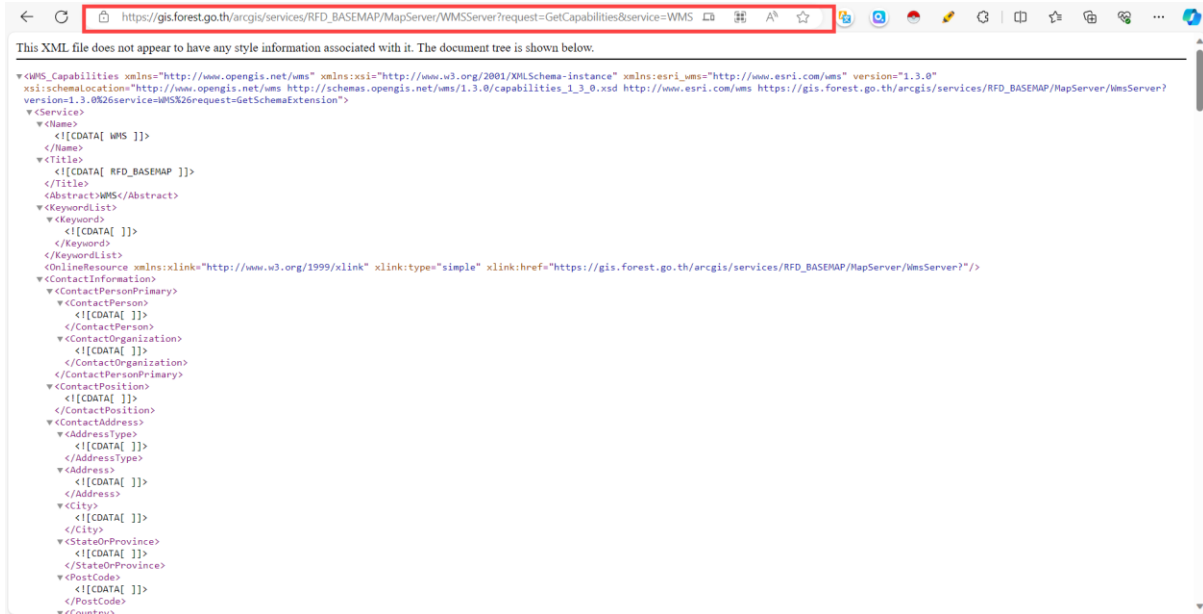 https://gis.forest.go.th/arcgis/services/RFD_BASEMAP/MapServer/WMSServer?request=GetCapabilities&service=WMS
This XML file does not appear to have any style information associated with it. The document tree is shown below.
▼<WMS_Capabilities xmlns="http://www.opengis.net/wms" xmlns:xsi="http://www.w3.org/2001/XMLSchema-instance" xmlns:esri_wms="http://www.esri.com/wms" version="1.3.0"
xsi:schemaLocation="http://www.opengis.net/wms http://schemas.opengis.net/wms/1.3.0/capabilities_1_3_0.xsd http://www.esri.com/wms https://gis.forest.go.th/arcgis/services/RFD_BASEMAP/MapServer/WmsServer?
version=1.3.0%26service=WMS%26request=GetSchemaExtension">
▼<Service>
▼<Name>
<![CDATA[ WMS ]]>
</Name>
▼<Title>
<![CDATA[ RFD_BASEMAP ]]>
</Title>
<Abstract>WMS</Abstract>
▼<KeywordList>
▼<Keyword>
<![CDATA[ ]]>
</Keyword>
</KeywordList>
<OnlineResource xmlns:xlink="http://www.w3.org/1999/xlink" xlink:type="simple" xlink:href="https://gis.forest.go.th/arcgis/services/RFD_BASEMAP/MapServer/WmsServer?"/>
▼<ContactInformation>
▼<ContactPersonPrimary>
▼<ContactPerson>
<![CDATA[ ]]>
</ContactPerson>
▼<ContactOrganization>
<![CDATA[ ]]>
</ContactOrganization>
</ContactPersonPrimary>
▼<ContactPosition>
<![CDATA[ ]]>
</ContactPosition>
▼<ContactAddress>
▼<AddressType>
<![CDATA[ ]]>
</AddressType>
▼<Address>
<![CDATA[ ]]>
</Address>
▼<City>
<![CDATA[ ]]>
</City>
▼<StateOrProvince>
<![CDATA[ ]]>
</StateOrProvince>
▼<PostCode>
<![CDATA[ ]]>
</PostCode>
▼<Country>